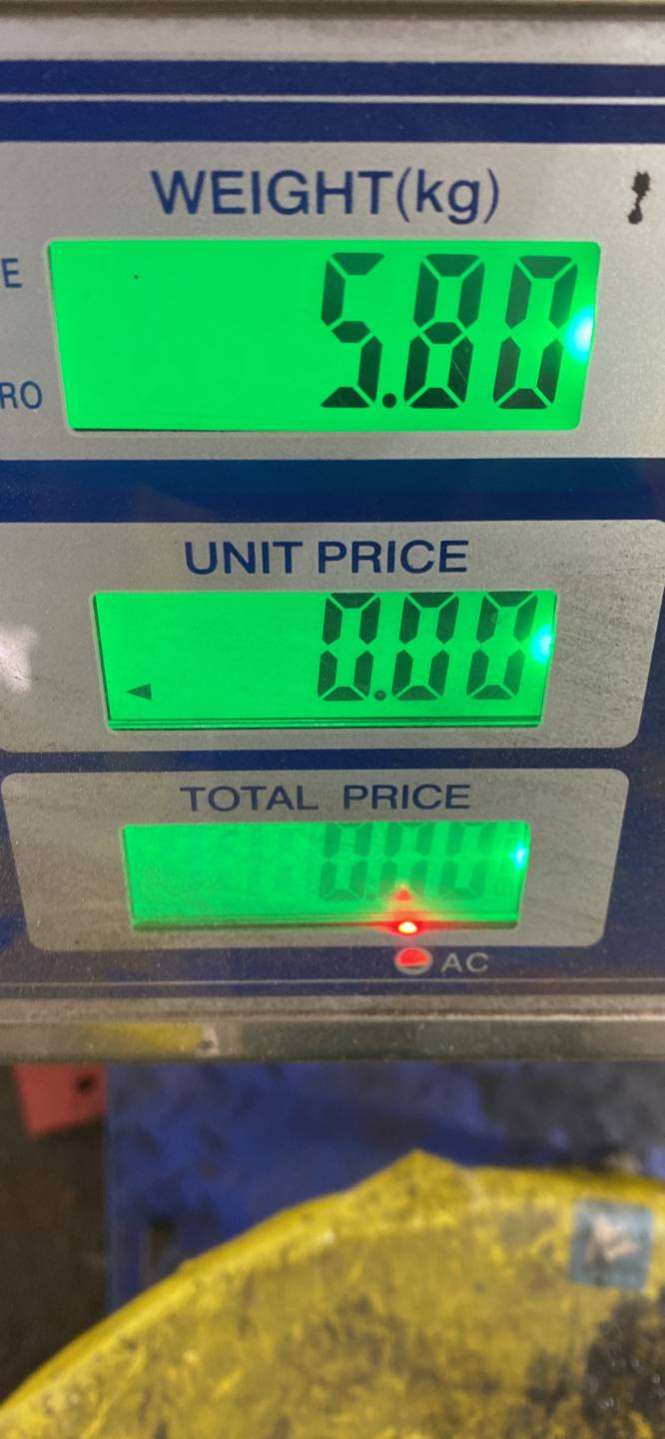 WEIGHT(kg)
E
5.80
RO
UNIT PRICE
0.00
TOTAL PRICE
0.00
AC